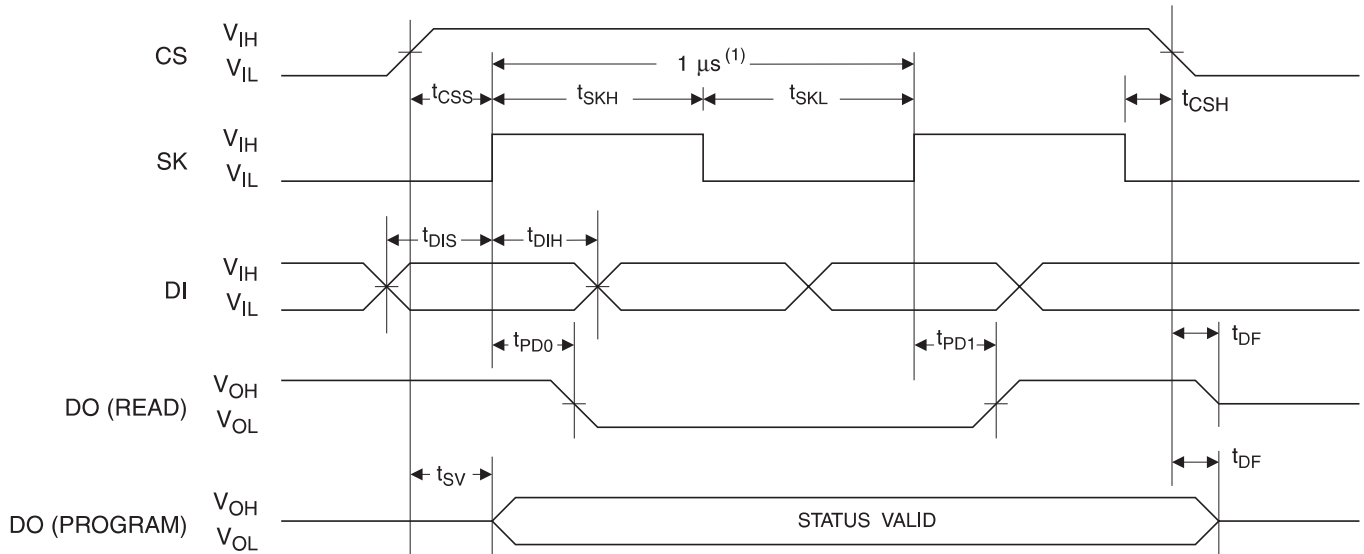 CS
V_IH
V_IL
1 μs^(1)
t_CSS
t_SKH
t_SKL
t_CSH
SK
V_IH
V_IL
t_DIS
t_DIH
DI
V_IH
V_IL
t_PD0
t_PD1
t_DF
DO (READ)
V_OH
V_OL
t_SV
t_DF
DO (PROGRAM)
V_OH
V_OL
STATUS VALID